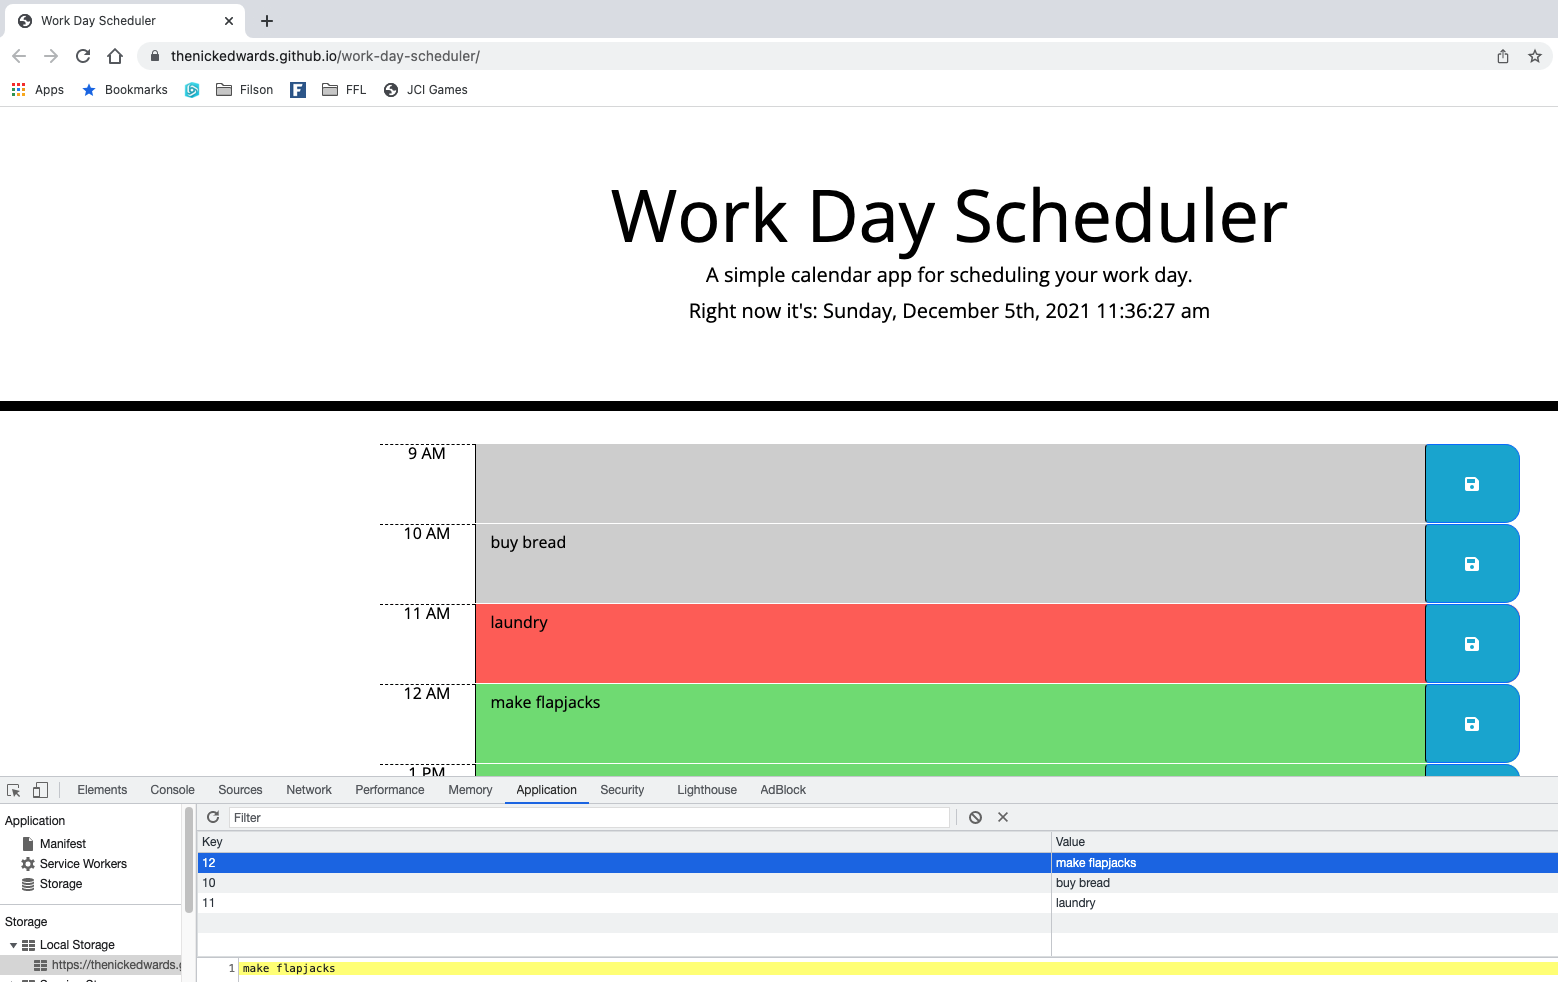 Work Day Scheduler
thenickedwards.github.io/work-day-scheduler/
Apps Bookmarks Filson F FFL JCI Games
Work Day Scheduler
A simple calendar app for scheduling your work day.
Right now it's: Sunday, December 5th, 2021 11:36:27 am
9 AM
10 AM buy bread
11 AM laundry
12 AM make flapjacks
1 PM
Elements Console Sources Network Performance Memory Application Security Lighthouse AdBlock
Application
Manifest
Service Workers
Storage
Storage
Local Storage
https://thenickedwards.g
Filter
Key Value
12 make flapjacks
10 buy bread
11 laundry
1 make flapjacks